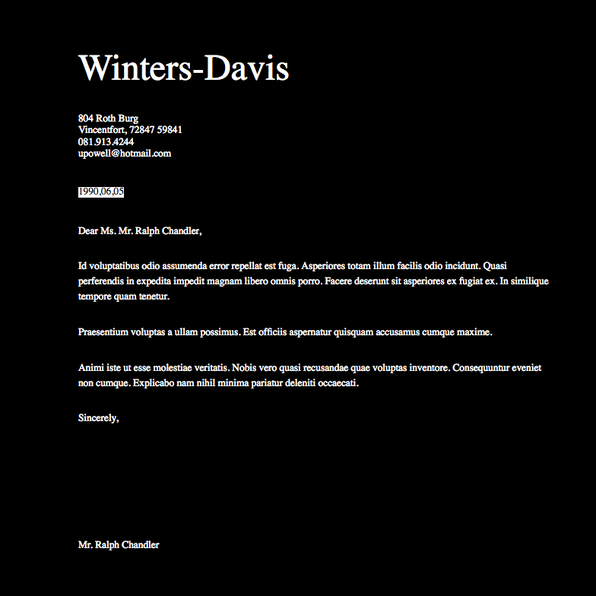 Winters-Davis
804 Roth Burg
Vincentfort, 72847 59841
081.913.4244
upowell@hotmail.com
1990,06,05
Dear Ms. Mr. Ralph Chandler,
Id voluptatibus odio assumenda error repellat est fuga. Asperiores totam illum facilis odio incidunt. Quasi
perferendis in expedita impedit magnam libero omnis porro. Facere deserunt sit asperiores ex fugiat ex. In similique
tempore quam tenetur.
Praesentium voluptas a ullam possimus. Est officiis aspernatur quisquam accusamus cumque maxime.
Animi iste ut esse molestiae veritatis. Nobis vero quasi recusandae quae voluptas inventore. Consequuntur eveniet
non cumque. Explicabo nam nihil minima pariatur deleniti occaecati.
Sincerely,
Mr. Ralph Chandler